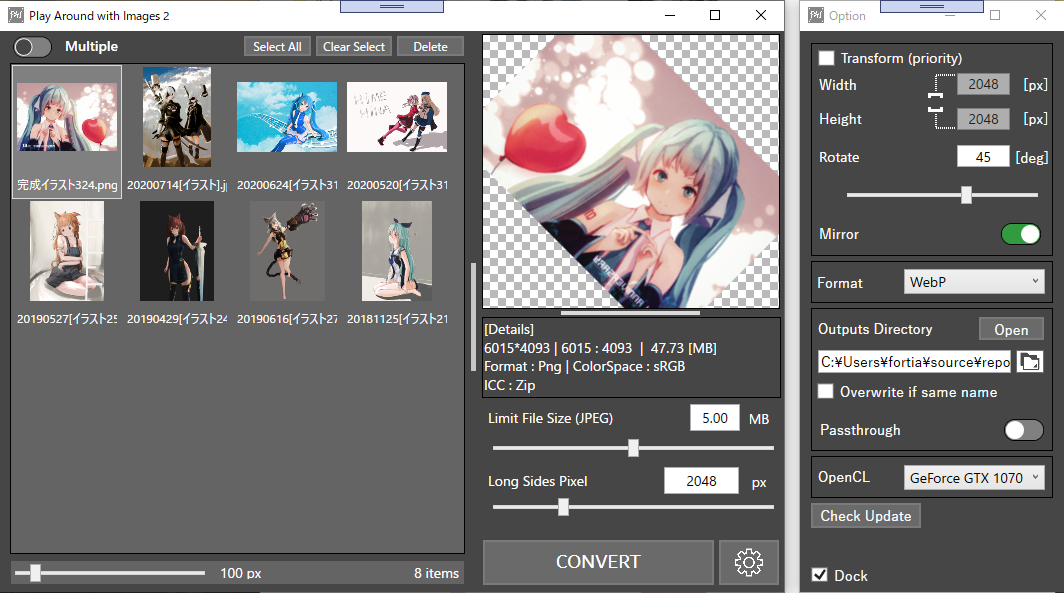 Play Around with Images 2
Multiple
Select All
Clear Select
Delete
完成イラスト324.png
20200714[イラスト].j
20200624[イラスト31
20200520[イラスト31
20190527[イラスト25
20190429[イラスト24
20190616[イラスト27
20181125[イラスト21
100 px
8 items
[Details]
6015*4093 | 6015 : 4093 | 47.73 [MB]
Format : Png | ColorSpace : sRGB
ICC : Zip
Limit File Size (JPEG)
5.00
MB
Long Sides Pixel
2048
px
CONVERT
Option
Transform (priority)
Width
2048
[px]
Height
2048
[px]
Rotate
45
[deg]
Mirror
Format
WebP
Outputs Directory
Open
C:¥Users¥fortia¥source¥repo
Overwrite if same name
Passthrough
OpenCL
GeForce GTX 1070
Check Update
Dock